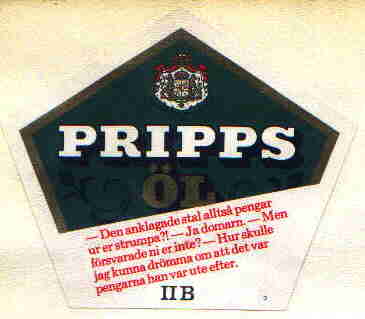 PRIPPS
ÖL
— Den anklagade stal alltså pengar
ur er strumpa?! — Ja domarn. — Men
försvarade ni er inte? — Hur skulle
jag kunna drömma om att det var
pengarna han var ute efter.
II B